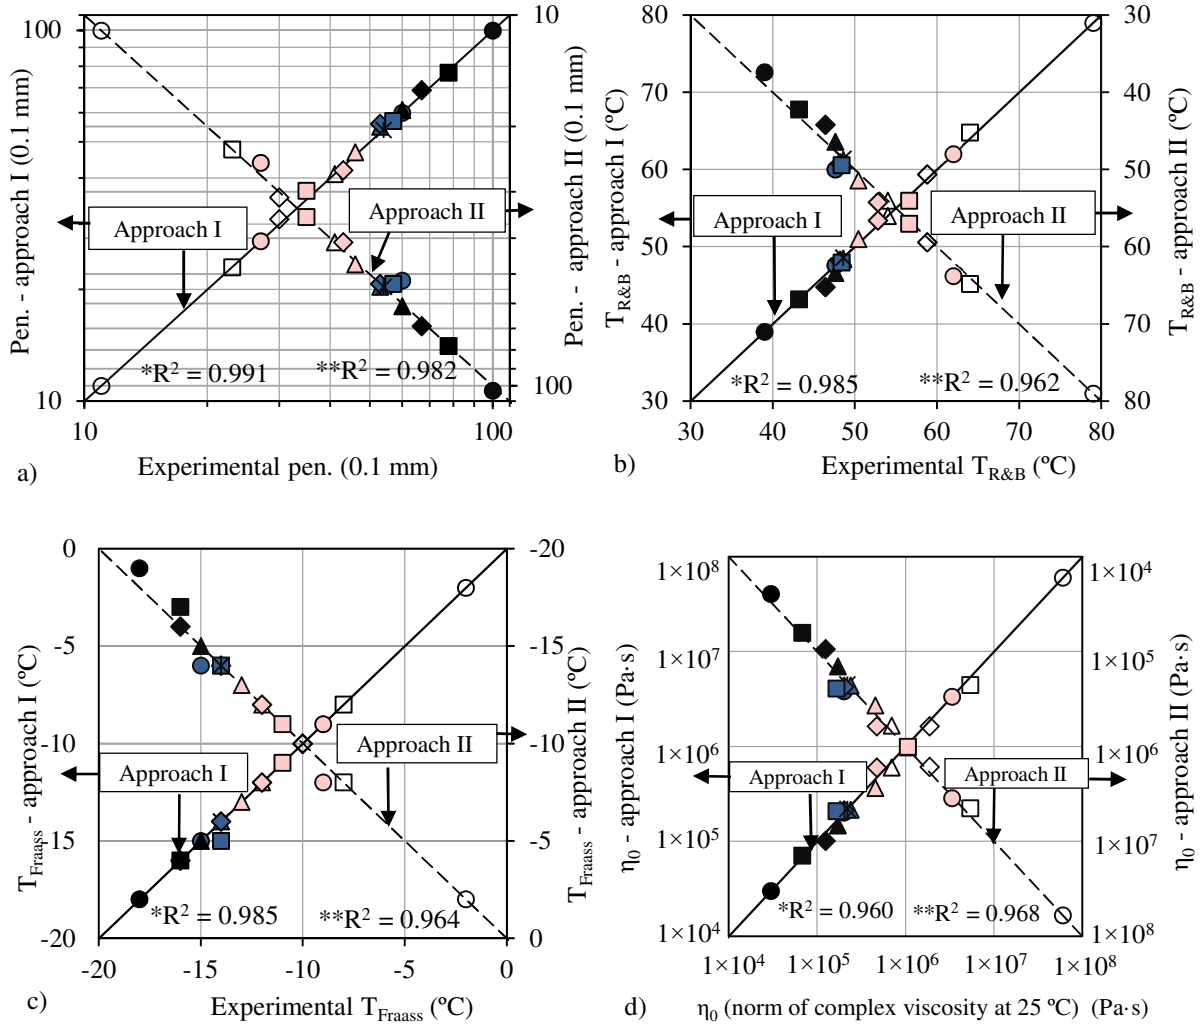 100
10
Pen. - approach I (0.1 mm)
Approach I
Approach II
*R² = 0.991
**R² = 0.982
10
100
Pen. - approach II (0.1 mm)
10
100
a)
Experimental pen. (0.1 mm)
80
70
60
50
40
30
T_R&B - approach I (ºC)
Approach I
Approach II
*R² = 0.985
**R² = 0.962
30
40
50
60
70
80
T_R&B - approach II (ºC)
30
40
50
60
70
80
b)
Experimental T_R&B (ºC)
0
-5
-10
-15
-20
T_Fraass - approach I (ºC)
Approach II
Approach I
*R² = 0.985
**R² = 0.964
-20
-15
-10
-5
0
T_Fraass - approach II (ºC)
-20
-15
-10
-5
0
c)
Experimental T_Fraass (ºC)
1×10⁸
1×10⁷
1×10⁶
1×10⁵
1×10⁴
η₀ - approach I (Pa·s)
Approach I
Approach II
*R² = 0.960
**R² = 0.968
1×10⁴
1×10⁵
1×10⁶
1×10⁷
1×10⁸
η₀ - approach II (Pa·s)
1×10⁴
1×10⁵
1×10⁶
1×10⁷
1×10⁸
d)
η₀ (norm of complex viscosity at 25 ºC) (Pa·s)